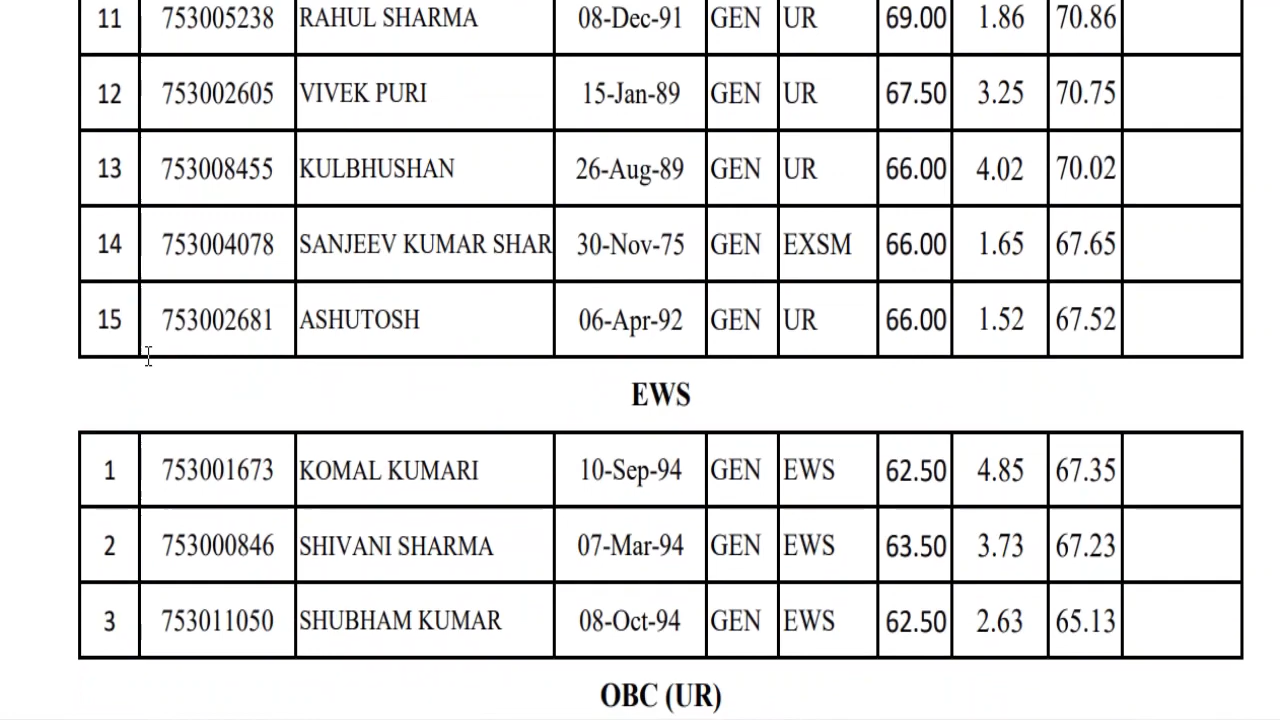 11 753005238 RAHUL SHARMA 08-Dec-91 GEN UR 69.00 1.86 70.86
12 753002605 VIVEK PURI 15-Jan-89 GEN UR 67.50 3.25 70.75
13 753008455 KULBHUSHAN 26-Aug-89 GEN UR 66.00 4.02 70.02
14 753004078 SANJEEV KUMAR SHAR 30-Nov-75 GEN EXSM 66.00 1.65 67.65
15 753002681 ASHUTOSH 06-Apr-92 GEN UR 66.00 1.52 67.52
EWS
1 753001673 KOMAL KUMARI 10-Sep-94 GEN EWS 62.50 4.85 67.35
2 753000846 SHIVANI SHARMA 07-Mar-94 GEN EWS 63.50 3.73 67.23
3 753011050 SHUBHAM KUMAR 08-Oct-94 GEN EWS 62.50 2.63 65.13
OBC (UR)